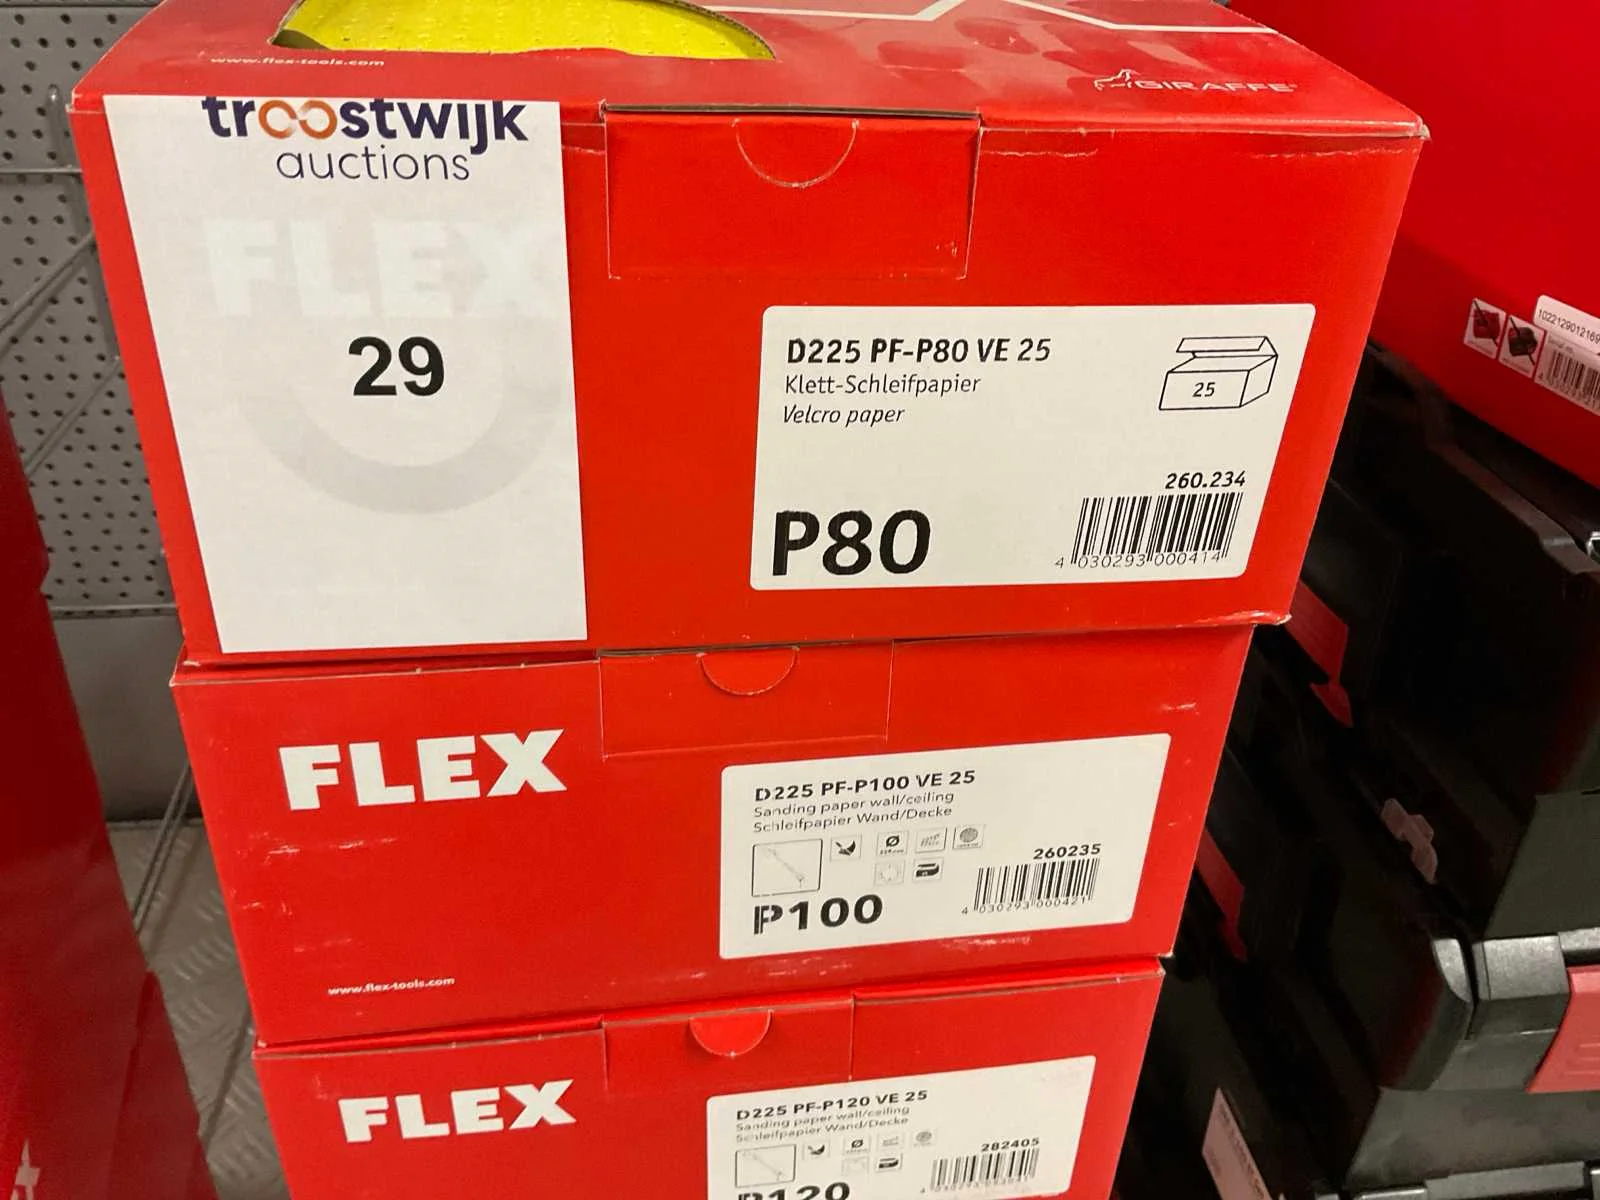 www.flex-tools.com
GIRAFFE
troostwijk
auctions
FLEX
29
D225 PF-P80 VE 25
Klett-Schleifpapier
Velcro paper
25
260.234
P80
4 030293 000414
FLEX
D225 PF-P100 VE 25
Sanding paper wall/ceiling
Schleifpapier Wand/Decke
260235
P100
4 030293 000421
www.flex-tools.com
FLEX
D225 PF-P120 VE 25
Sanding paper wall/ceiling
Schleifpapier Wand/Decke
282405
P120